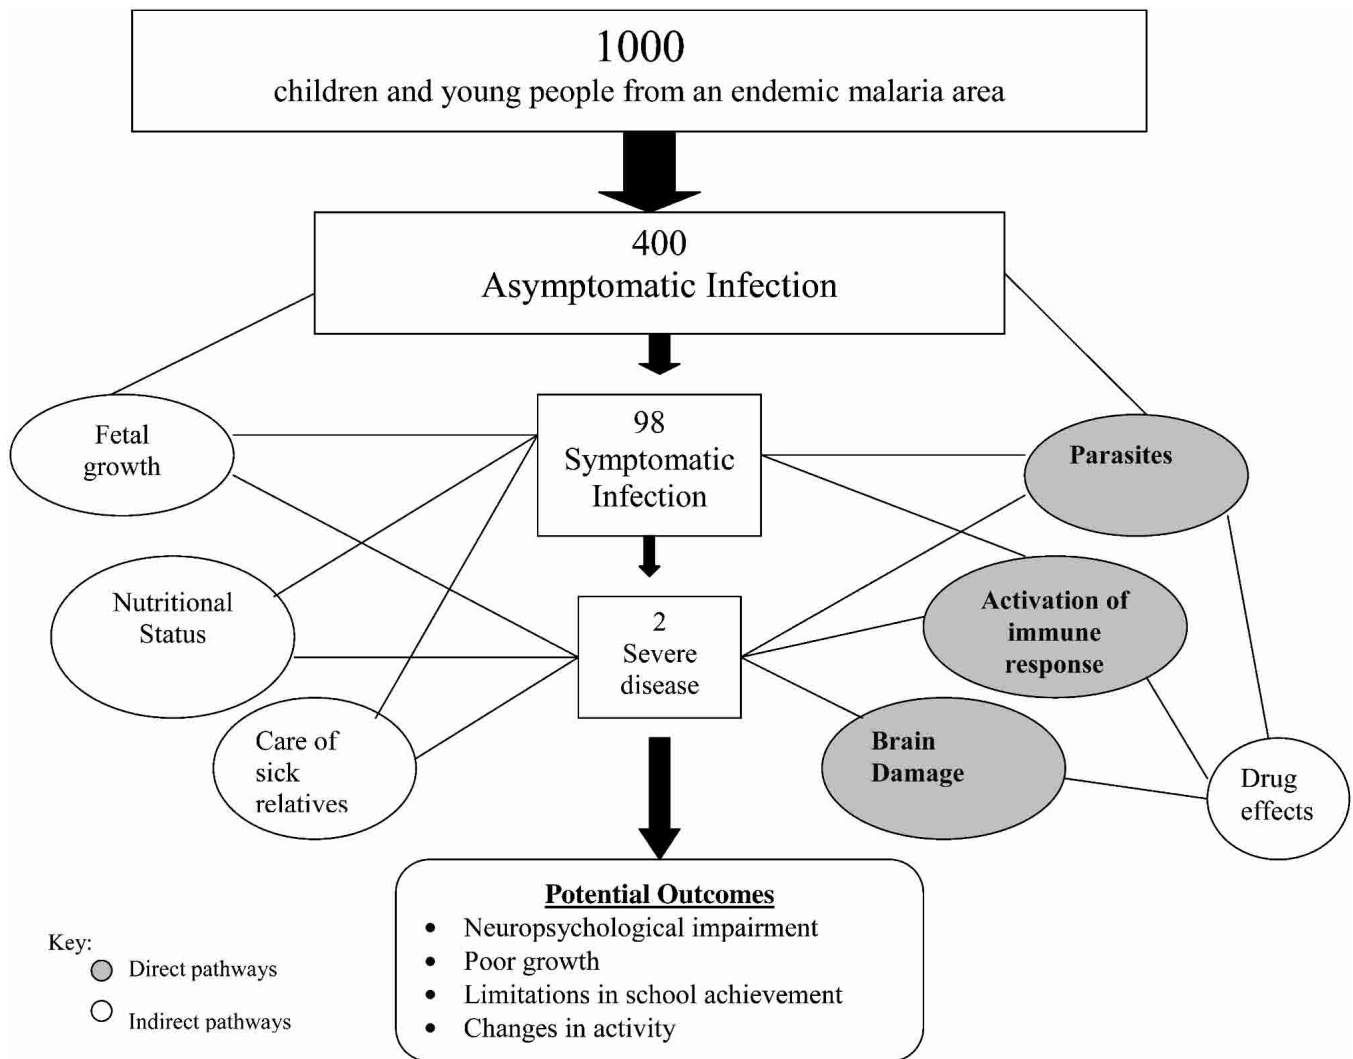 1000
children and young people from an endemic malaria area
400
Asymptomatic Infection
98
Symptomatic
Infection
2
Severe
disease
Fetal
growth
Nutritional
Status
Care of
sick
relatives
Parasites
Activation of
immune
response
Brain
Damage
Drug
effects
Potential Outcomes
• Neuropsychological impairment
• Poor growth
• Limitations in school achievement
• Changes in activity
Key:
Direct pathways
Indirect pathways